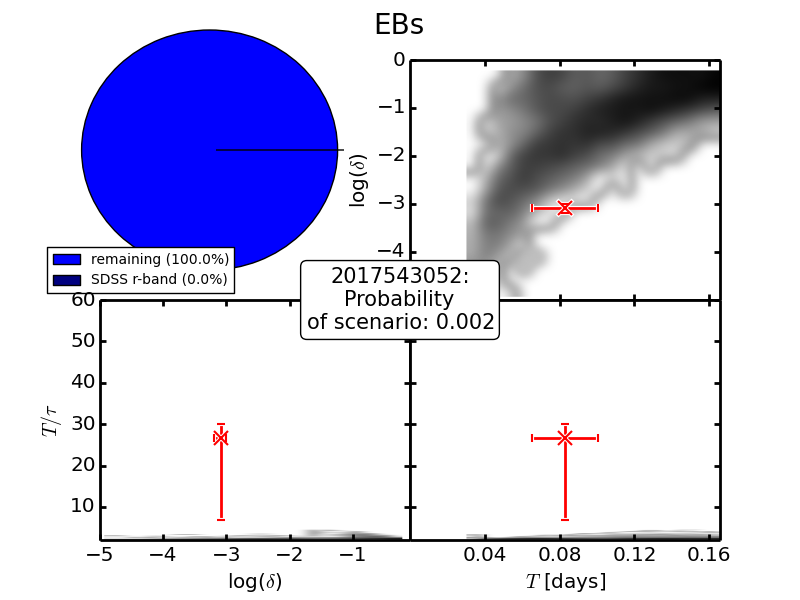 EBs
remaining (100.0%)
SDSS r-band (0.0%)
0
−1
−2
−3
−4
log(δ)
2017543052:
Probability
of scenario: 0.002
60
50
40
30
20
10
T/τ
−5 −4 −3 −2 −1
log(δ)
0.04 0.08 0.12 0.16
T [days]